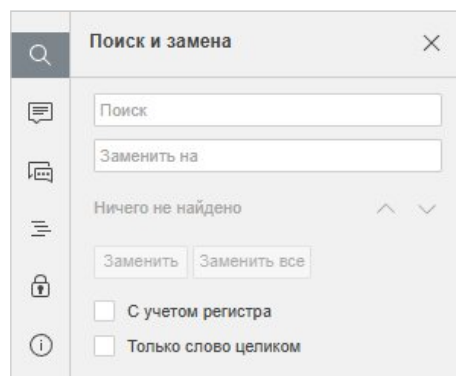 Поиск и замена
Поиск
Заменить на
Ничего не найдено
Заменить Заменить все
С учетом регистра
Только слово целиком